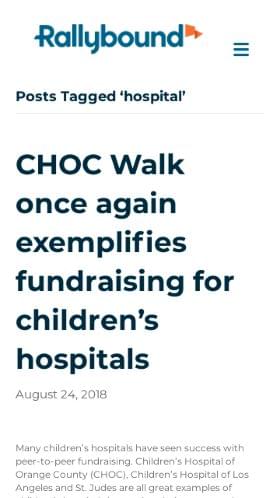 Rallybound
Posts Tagged ‘hospital’
CHOC Walk
once again
exemplifies
fundraising for
children’s
hospitals
August 24, 2018
Many children’s hospitals have seen success with
peer-to-peer fundraising. Children’s Hospital of
Orange County (CHOC), Children’s Hospital of Los
Angeles and St. Judes are all great examples of